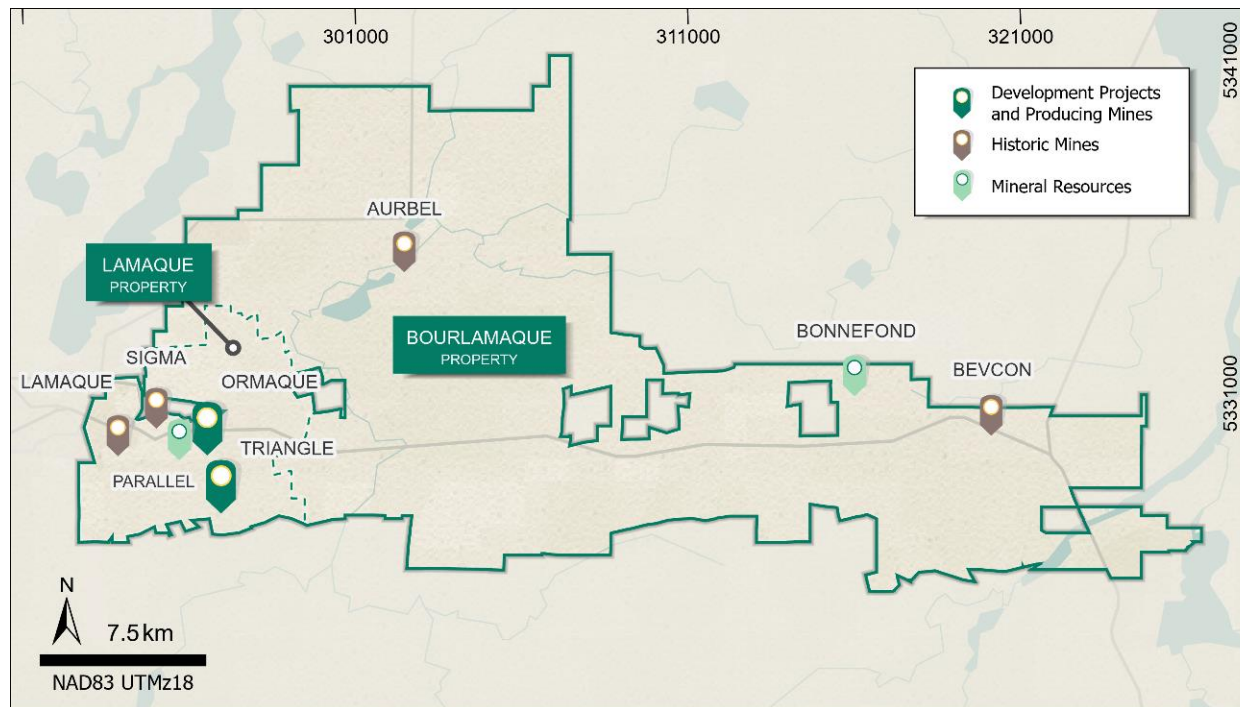 301000
311000
321000
5341000
Development Projects
and Producing Mines
Historic Mines
Mineral Resources
AURBEL
LAMAQUE
PROPERTY
BOURLAMAQUE
PROPERTY
BONNEFOND
SIGMA
BEVCON
LAMAQUE
ORMAQUE
5331000
TRIANGLE
PARALLEL
N
7.5 km
NAD83 UTMz18